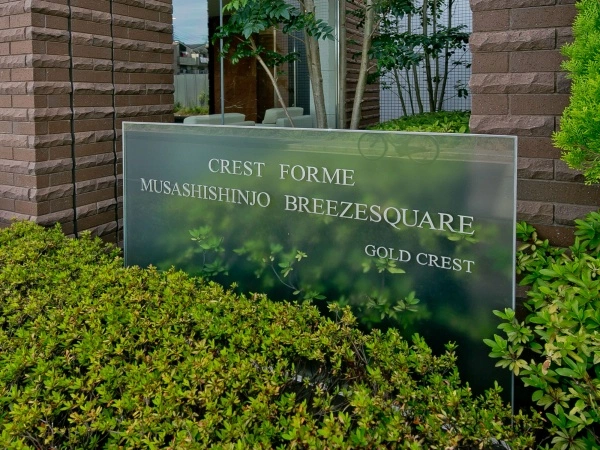 CREST FORME
MUSASHISHINJO BREEZESQUARE
GOLD CREST